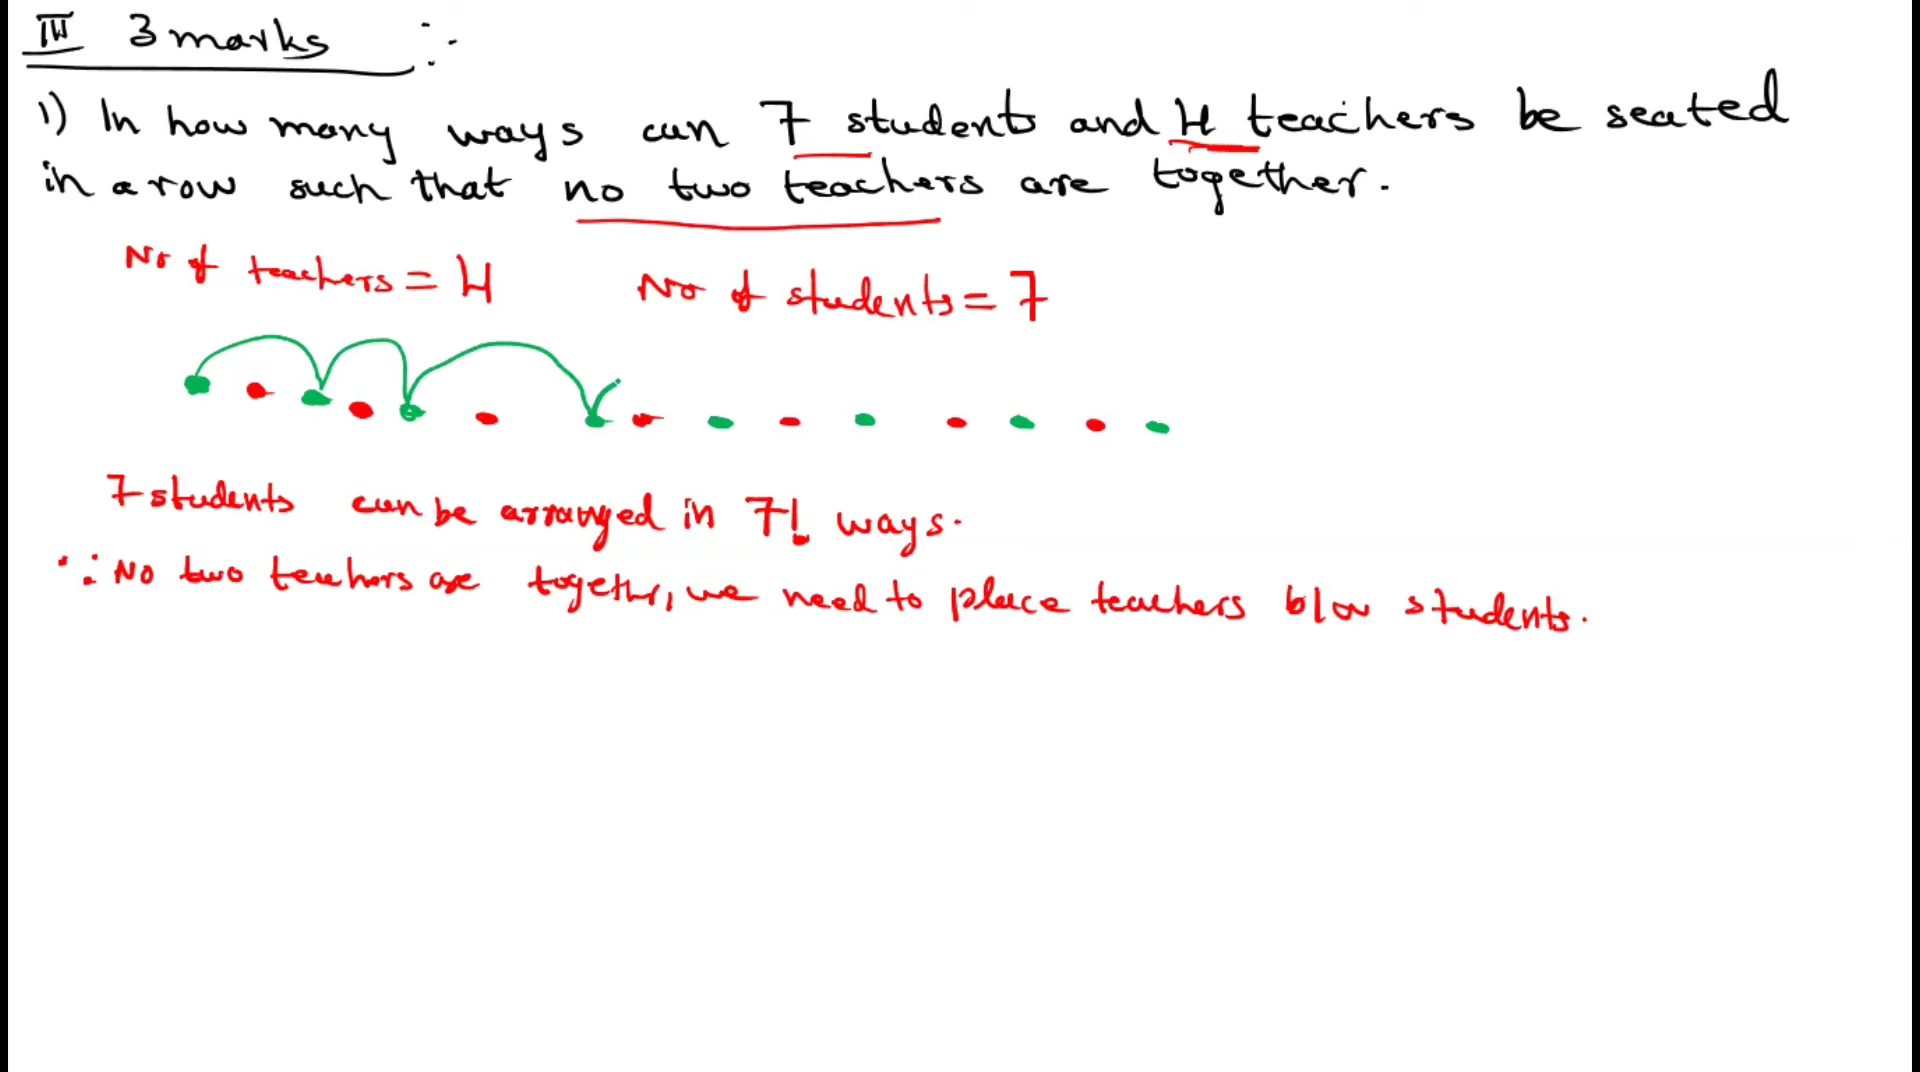 III 3 marks :-
1) In how many ways can 7 students and 4 teachers be seated
in a row such that no two teachers are together.
No of teachers = 4 No of students = 7
7 students can be arranged in 7! ways.
∵ No two teachers are together, we need to place teachers b/w students.